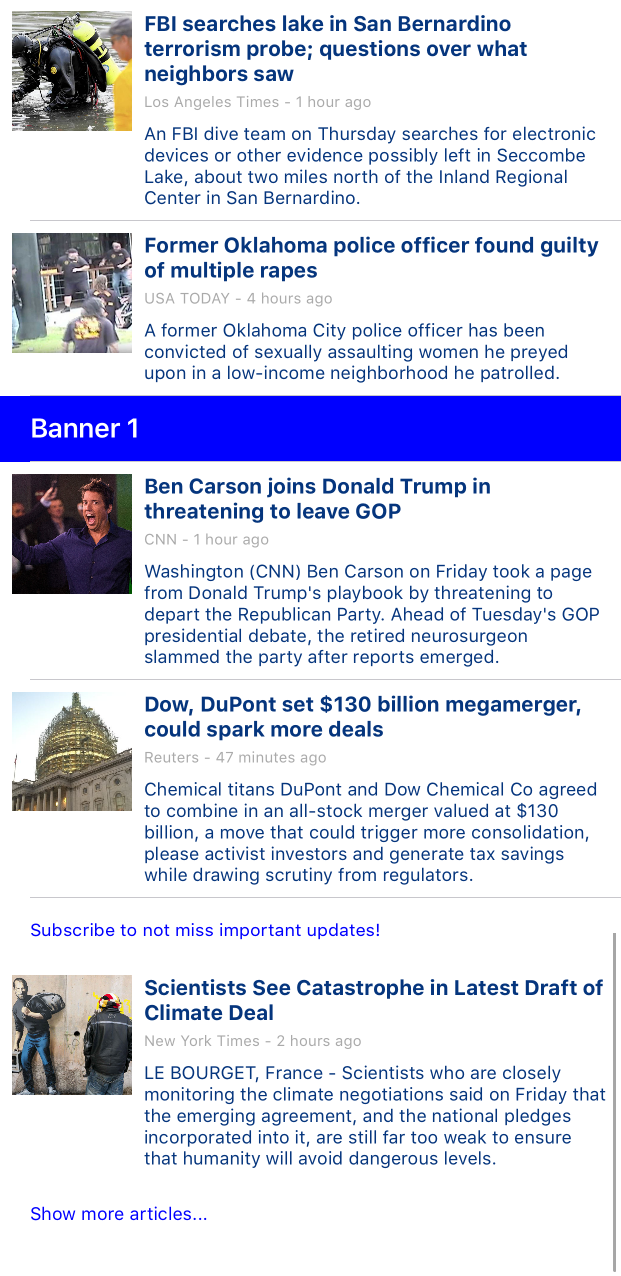 FBI searches lake in San Bernardino
terrorism probe; questions over what
neighbors saw
Los Angeles Times - 1 hour ago
An FBI dive team on Thursday searches for electronic
devices or other evidence possibly left in Seccombe
Lake, about two miles north of the Inland Regional
Center in San Bernardino.
Former Oklahoma police officer found guilty
of multiple rapes
USA TODAY - 4 hours ago
A former Oklahoma City police officer has been
convicted of sexually assaulting women he preyed
upon in a low-income neighborhood he patrolled.
Banner 1
Ben Carson joins Donald Trump in
threatening to leave GOP
CNN - 1 hour ago
Washington (CNN) Ben Carson on Friday took a page
from Donald Trump's playbook by threatening to
depart the Republican Party. Ahead of Tuesday's GOP
presidential debate, the retired neurosurgeon
slammed the party after reports emerged.
Dow, DuPont set $130 billion megamerger,
could spark more deals
Reuters - 47 minutes ago
Chemical titans DuPont and Dow Chemical Co agreed
to combine in an all-stock merger valued at $130
billion, a move that could trigger more consolidation,
please activist investors and generate tax savings
while drawing scrutiny from regulators.
Subscribe to not miss important updates!
Scientists See Catastrophe in Latest Draft of
Climate Deal
New York Times - 2 hours ago
LE BOURGET, France - Scientists who are closely
monitoring the climate negotiations said on Friday that
the emerging agreement, and the national pledges
incorporated into it, are still far too weak to ensure
that humanity will avoid dangerous levels.
Show more articles...